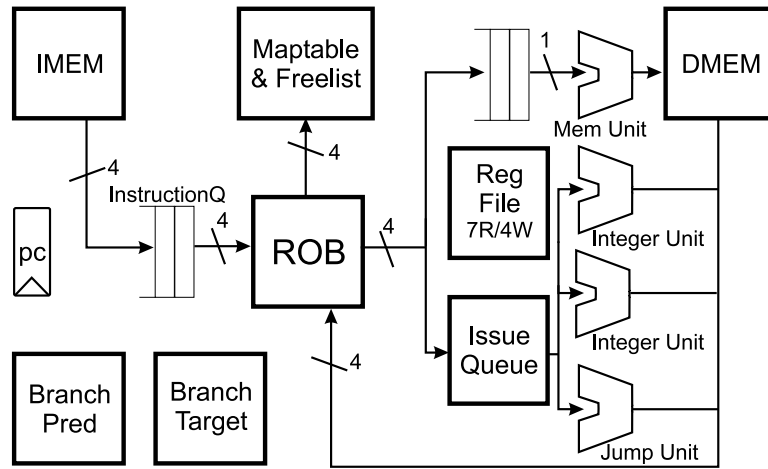 IMEM
4
InstructionQ
4
pc
Branch
Pred
Branch
Target
Maptable
& Freelist
4
ROB
4
4
1
Mem Unit
DMEM
Reg
File
7R/4W
Integer Unit
Integer Unit
Issue
Queue
Jump Unit